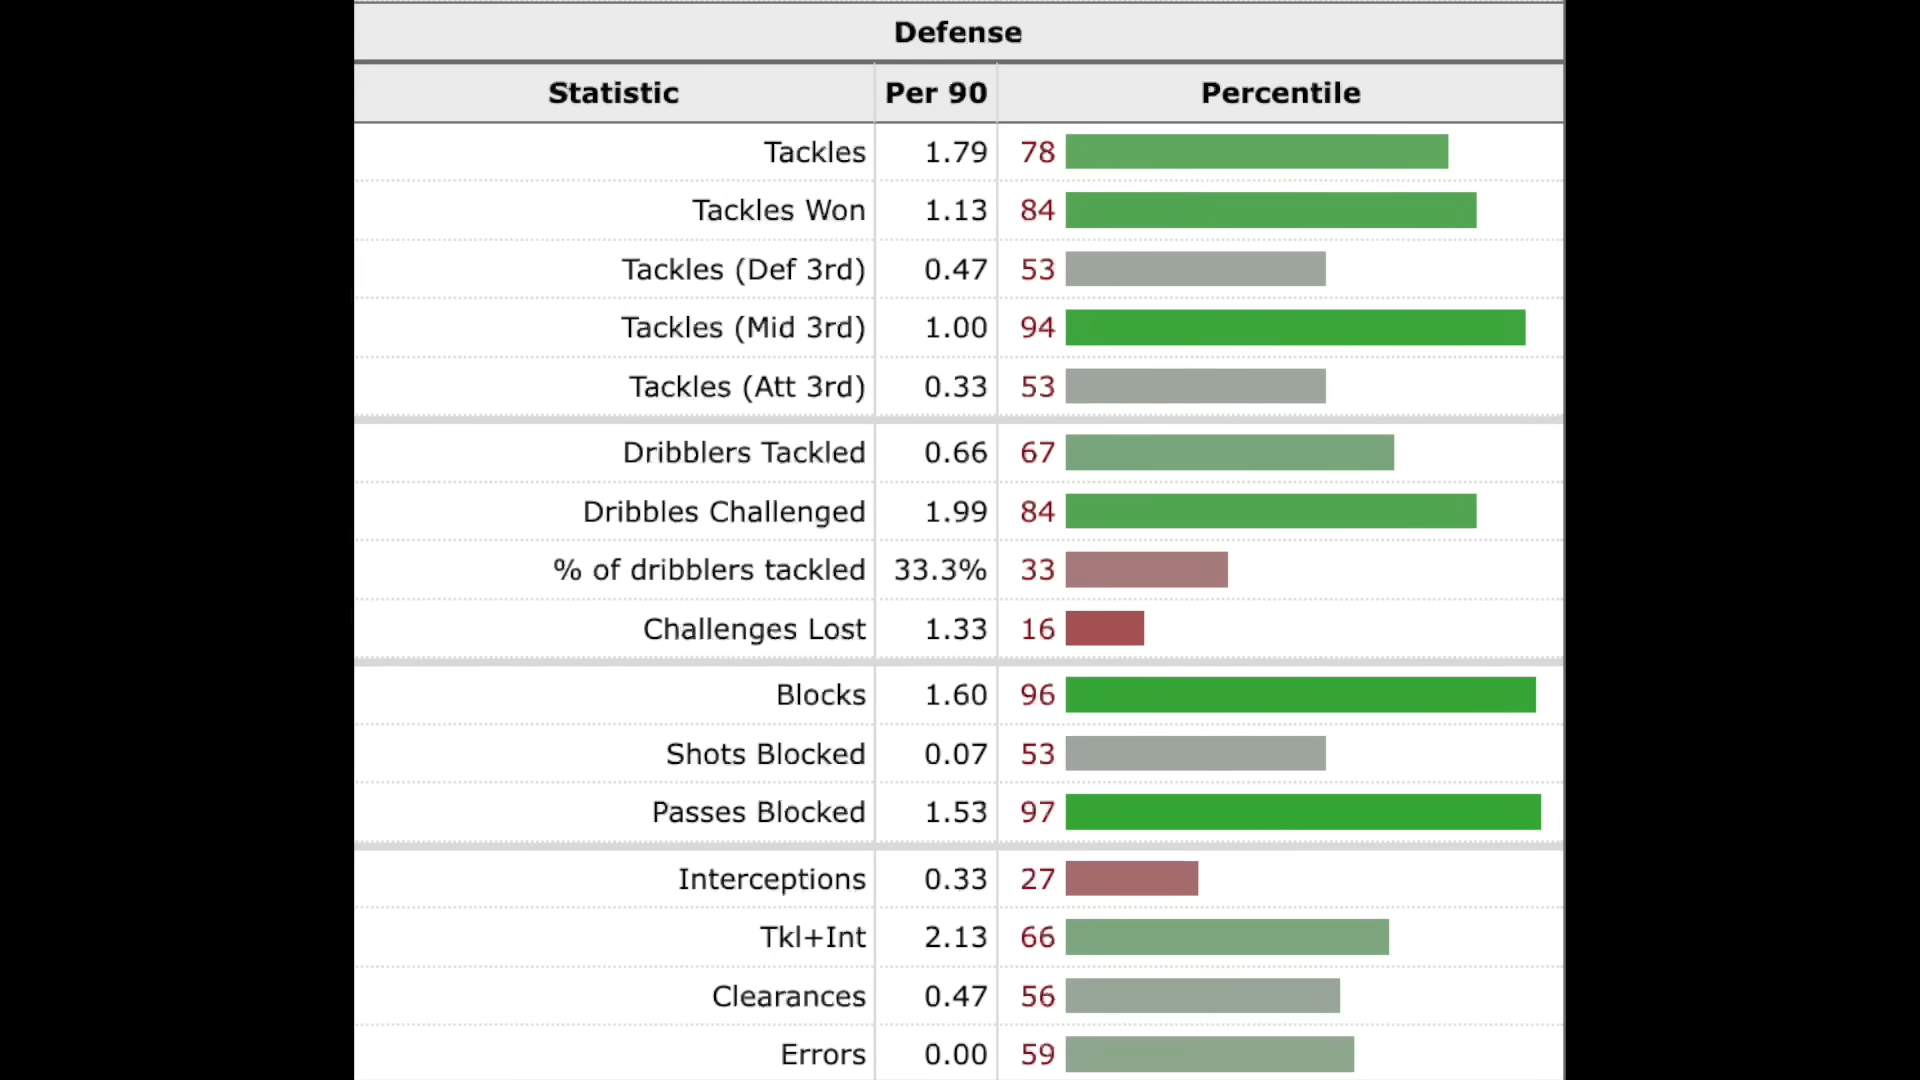 Defense
Statistic Per 90 Percentile
Tackles 1.79 78
Tackles Won 1.13 84
Tackles (Def 3rd) 0.47 53
Tackles (Mid 3rd) 1.00 94
Tackles (Att 3rd) 0.33 53
Dribblers Tackled 0.66 67
Dribbles Challenged 1.99 84
% of dribblers tackled 33.3% 33
Challenges Lost 1.33 16
Blocks 1.60 96
Shots Blocked 0.07 53
Passes Blocked 1.53 97
Interceptions 0.33 27
Tkl+Int 2.13 66
Clearances 0.47 56
Errors 0.00 59